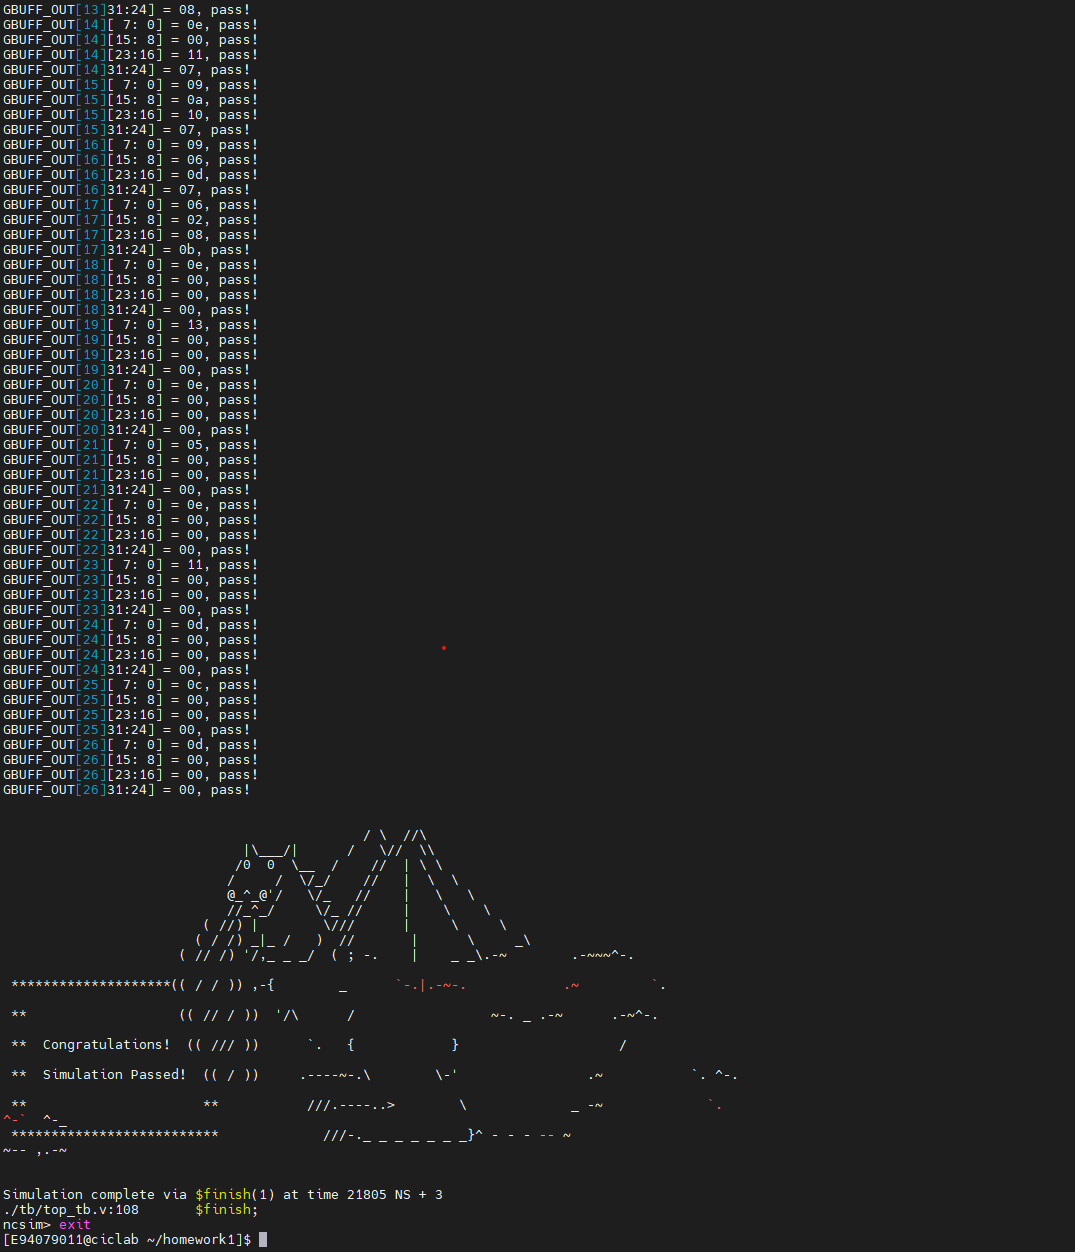 GBUFF_OUT[13]31:24] = 08, pass!
GBUFF_OUT[14][ 7: 0] = 0e, pass!
GBUFF_OUT[14][15: 8] = 00, pass!
GBUFF_OUT[14][23:16] = 11, pass!
GBUFF_OUT[14]31:24] = 07, pass!
GBUFF_OUT[15][ 7: 0] = 09, pass!
GBUFF_OUT[15][15: 8] = 0a, pass!
GBUFF_OUT[15][23:16] = 10, pass!
GBUFF_OUT[15]31:24] = 07, pass!
GBUFF_OUT[16][ 7: 0] = 09, pass!
GBUFF_OUT[16][15: 8] = 06, pass!
GBUFF_OUT[16][23:16] = 0d, pass!
GBUFF_OUT[16]31:24] = 07, pass!
GBUFF_OUT[17][ 7: 0] = 06, pass!
GBUFF_OUT[17][15: 8] = 02, pass!
GBUFF_OUT[17][23:16] = 08, pass!
GBUFF_OUT[17]31:24] = 0b, pass!
GBUFF_OUT[18][ 7: 0] = 0e, pass!
GBUFF_OUT[18][15: 8] = 00, pass!
GBUFF_OUT[18][23:16] = 00, pass!
GBUFF_OUT[18]31:24] = 00, pass!
GBUFF_OUT[19][ 7: 0] = 13, pass!
GBUFF_OUT[19][15: 8] = 00, pass!
GBUFF_OUT[19][23:16] = 00, pass!
GBUFF_OUT[19]31:24] = 00, pass!
GBUFF_OUT[20][ 7: 0] = 0e, pass!
GBUFF_OUT[20][15: 8] = 00, pass!
GBUFF_OUT[20][23:16] = 00, pass!
GBUFF_OUT[20]31:24] = 00, pass!
GBUFF_OUT[21][ 7: 0] = 05, pass!
GBUFF_OUT[21][15: 8] = 00, pass!
GBUFF_OUT[21][23:16] = 00, pass!
GBUFF_OUT[21]31:24] = 00, pass!
GBUFF_OUT[22][ 7: 0] = 0e, pass!
GBUFF_OUT[22][15: 8] = 00, pass!
GBUFF_OUT[22][23:16] = 00, pass!
GBUFF_OUT[22]31:24] = 00, pass!
GBUFF_OUT[23][ 7: 0] = 11, pass!
GBUFF_OUT[23][15: 8] = 00, pass!
GBUFF_OUT[23][23:16] = 00, pass!
GBUFF_OUT[23]31:24] = 00, pass!
GBUFF_OUT[24][ 7: 0] = 0d, pass!
GBUFF_OUT[24][15: 8] = 00, pass!
GBUFF_OUT[24][23:16] = 00, pass!
GBUFF_OUT[24]31:24] = 00, pass!
GBUFF_OUT[25][ 7: 0] = 0c, pass!
GBUFF_OUT[25][15: 8] = 00, pass!
GBUFF_OUT[25][23:16] = 00, pass!
GBUFF_OUT[25]31:24] = 00, pass!
GBUFF_OUT[26][ 7: 0] = 0d, pass!
GBUFF_OUT[26][15: 8] = 00, pass!
GBUFF_OUT[26][23:16] = 00, pass!
GBUFF_OUT[26]31:24] = 00, pass!
** Congratulations!
** Simulation Passed!
Simulation complete via $finish(1) at time 21805 NS + 3
./tb/top_tb.v:108       $finish;
ncsim> exit
[E94079011@ciclab ~/homework1]$